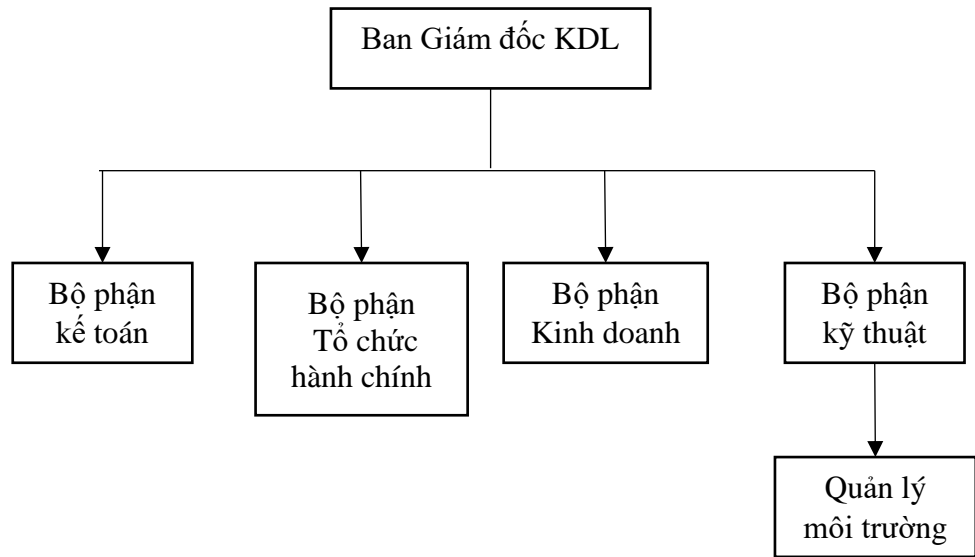 Ban Giám đốc KDL
Bộ phận
kế toán
Bộ phận
Tổ chức
hành chính
Bộ phận
Kinh doanh
Bộ phận
kỹ thuật
Quản lý
môi trường